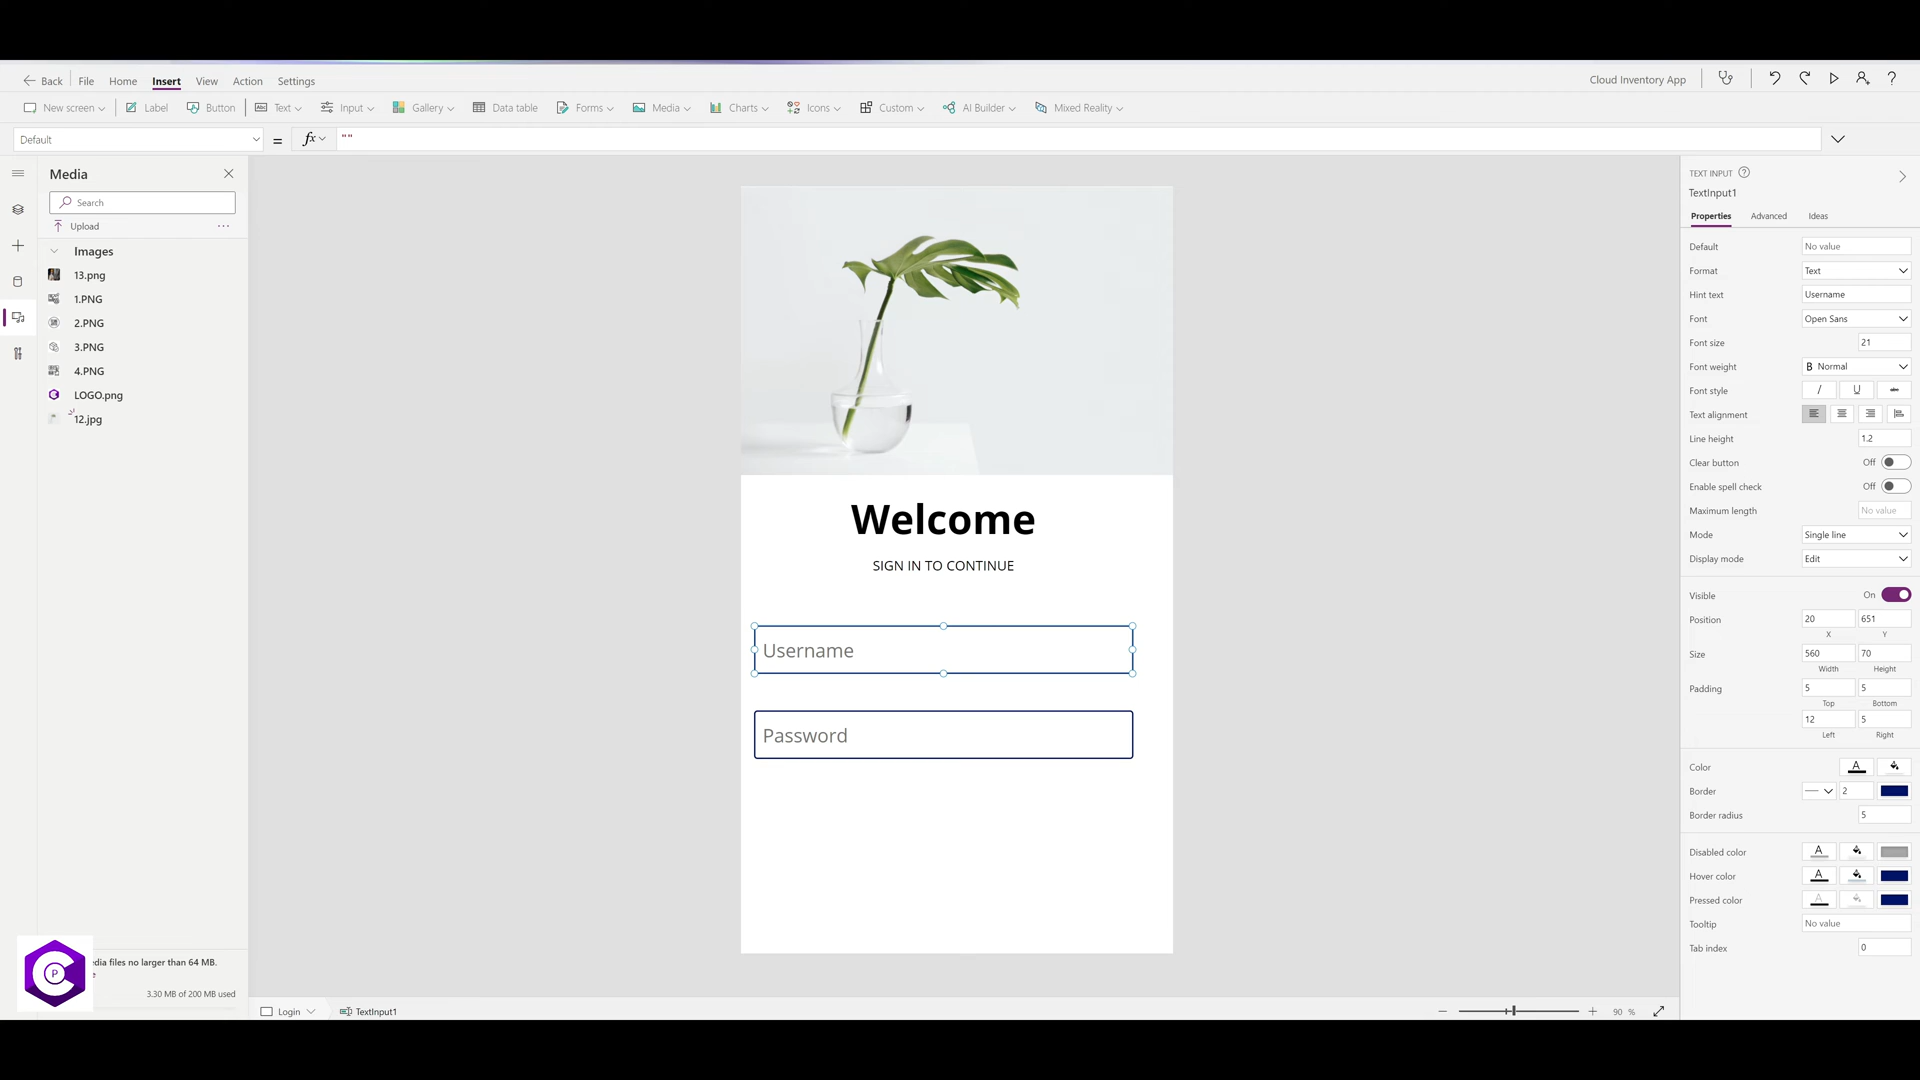 Back File Home Insert View Action Settings Cloud Inventory App ?
New screen Label Button Abc Text Input Gallery Data table Forms Media Charts Icons Custom AI Builder Mixed Reality
Default = fx ""
Media
Search
Upload ...
Images
13.png
1.PNG
2.PNG
3.PNG
4.PNG
LOGO.png
12.jpg
edia files no larger than 64 MB.
e
3.30 MB of 200 MB used
C P
Welcome
SIGN IN TO CONTINUE
Username
Password
Login TextInput1
90 %
TEXT INPUT ?
TextInput1
Properties Advanced Ideas
Default No value
Format Text
Hint text Username
Font Open Sans
Font size 21
Font weight B Normal
Font style / U abc
Text alignment
Line height 1.2
Clear button Off
Enable spell check Off
Maximum length No value
Mode Single line
Display mode Edit
Visible On
Position 20 651
X Y
Size 560 70
Width Height
Padding 5 5
Top Bottom
12 5
Left Right
Color A
Border 2
Border radius 5
Disabled color A
Hover color A
Pressed color A
Tooltip No value
Tab index 0